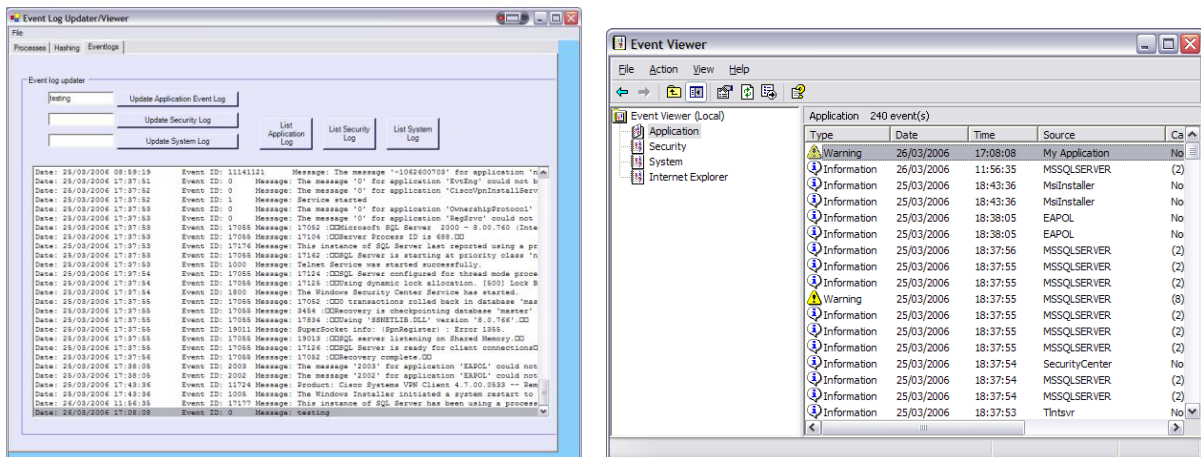 Event Log Updater/Viewer
File
Processes Hashing Eventlogs
Event log updater
testing
Update Application Event Log
Update Security Log
Update System Log
List Application Log
List Security Log
List System Log
Date: 25/03/2006 08:59:19 Event ID: 11141121 Message: The message '-1062600703' for application 'n
Date: 25/03/2006 17:37:51 Event ID: 0 Message: The message '0' for application 'EvtEng' could not b
Date: 25/03/2006 17:37:52 Event ID: 0 Message: The message '0' for application 'CiscoVpnInstallServ
Date: 25/03/2006 17:37:52 Event ID: 1 Message: Service started
Date: 25/03/2006 17:37:53 Event ID: 0 Message: The message '0' for application 'OwnershipProtocol'
Date: 25/03/2006 17:37:53 Event ID: 0 Message: The message '0' for application 'RegSrvc' could not
Date: 25/03/2006 17:37:53 Event ID: 17055 Message: 17052 :Microsoft SQL Server 2000 - 8.00.760 (Inte
Date: 25/03/2006 17:37:53 Event ID: 17055 Message: 17104 :Server Process ID is 688.
Date: 25/03/2006 17:37:53 Event ID: 17176 Message: This instance of SQL Server last reported using a pr
Date: 25/03/2006 17:37:53 Event ID: 17055 Message: 17162 :SQL Server is starting at priority class 'n
Date: 25/03/2006 17:37:53 Event ID: 1000 Message: Telnet Service was started successfully.
Date: 25/03/2006 17:37:54 Event ID: 17055 Message: 17124 :SQL Server configured for thread mode proce
Date: 25/03/2006 17:37:54 Event ID: 17055 Message: 17125 :Using dynamic lock allocation. [500] Lock B
Date: 25/03/2006 17:37:54 Event ID: 1800 Message: The Windows Security Center Service has started.
Date: 25/03/2006 17:37:55 Event ID: 17055 Message: 17052 :0 transactions rolled back in database 'mas
Date: 25/03/2006 17:37:55 Event ID: 17055 Message: 3454 :Recovery is checkpointing database 'master'
Date: 25/03/2006 17:37:55 Event ID: 17055 Message: 17834 :Using 'SSNETLIB.DLL' version '8.0.766'.
Date: 25/03/2006 17:37:55 Event ID: 19011 Message: SuperSocket info: (SpnRegister) : Error 1355.
Date: 25/03/2006 17:37:55 Event ID: 17055 Message: 19013 :SQL server listening on Shared Memory.
Date: 25/03/2006 17:37:55 Event ID: 17055 Message: 17126 :SQL Server is ready for client connections
Date: 25/03/2006 17:37:56 Event ID: 17055 Message: 17052 :Recovery complete.
Date: 25/03/2006 17:38:05 Event ID: 2003 Message: The message '2003' for application 'EAPOL' could not
Date: 25/03/2006 17:38:05 Event ID: 2002 Message: The message '2002' for application 'EAPOL' could not
Date: 25/03/2006 17:43:36 Event ID: 11724 Message: Product: Cisco Systems VPN Client 4.7.00.0533 -- Rem
Date: 25/03/2006 17:43:36 Event ID: 1005 Message: The Windows Installer initiated a system restart to
Date: 26/03/2006 11:56:35 Event ID: 17177 Message: This instance of SQL Server has been using a process
Date: 26/03/2006 17:08:08 Event ID: 0 Message: testing
Event Viewer
File Action View Help
Event Viewer (Local)
Application
Security
System
Internet Explorer
Application 240 event(s)
Type Date Time Source Ca
Warning 26/03/2006 17:08:08 My Application No
Information 26/03/2006 11:56:35 MSSQLSERVER (2)
Information 25/03/2006 18:43:36 MsiInstaller No
Information 25/03/2006 18:43:36 MsiInstaller No
Information 25/03/2006 18:38:05 EAPOL No
Information 25/03/2006 18:38:05 EAPOL No
Information 25/03/2006 18:37:56 MSSQLSERVER (2)
Information 25/03/2006 18:37:55 MSSQLSERVER (2)
Information 25/03/2006 18:37:55 MSSQLSERVER (2)
Warning 25/03/2006 18:37:55 MSSQLSERVER (8)
Information 25/03/2006 18:37:55 MSSQLSERVER (2)
Information 25/03/2006 18:37:55 MSSQLSERVER (2)
Information 25/03/2006 18:37:55 MSSQLSERVER (2)
Information 25/03/2006 18:37:54 SecurityCenter No
Information 25/03/2006 18:37:54 MSSQLSERVER (2)
Information 25/03/2006 18:37:54 MSSQLSERVER (2)
Information 25/03/2006 18:37:53 Tlntsvr No